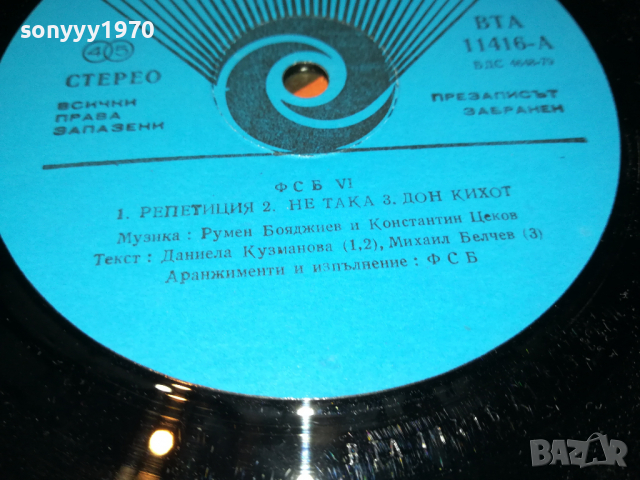 sonyyy1970
45
СТЕРЕО
ВСИЧКИ
ПРАВА
ЗАПАЗЕНИ
ВТА
11416-А
БДС 4648-79
ПРЕЗАПИСЪТ
ЗАБРАНЕН
ФСБ VI
1. РЕПЕТИЦИЯ 2. НЕ ТАКА 3. ДОН КИХОТ
Музика : Румен Бояджиев и Константин Цеков
Текст : Даниела Кузманова (1,2), Михаил Белчев (3)
Аранжименти и изпълнение : ФСБ
BAZAR